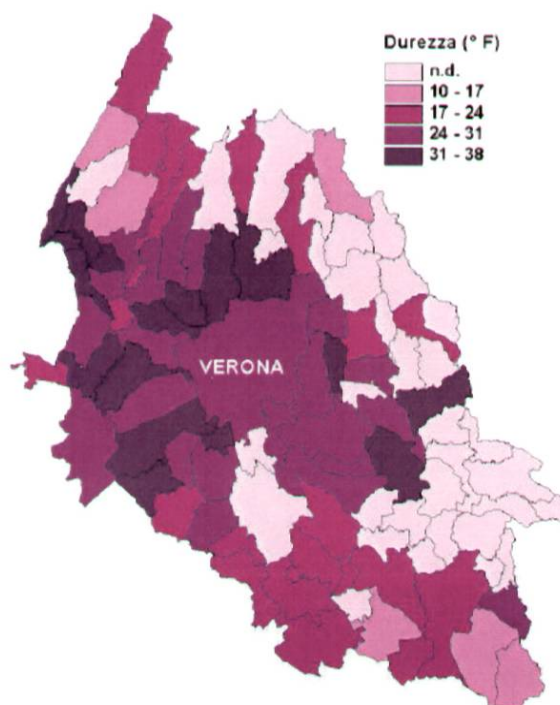 Durezza (° F)
n.d.
10 - 17
17 - 24
24 - 31
31 - 38
VERONA